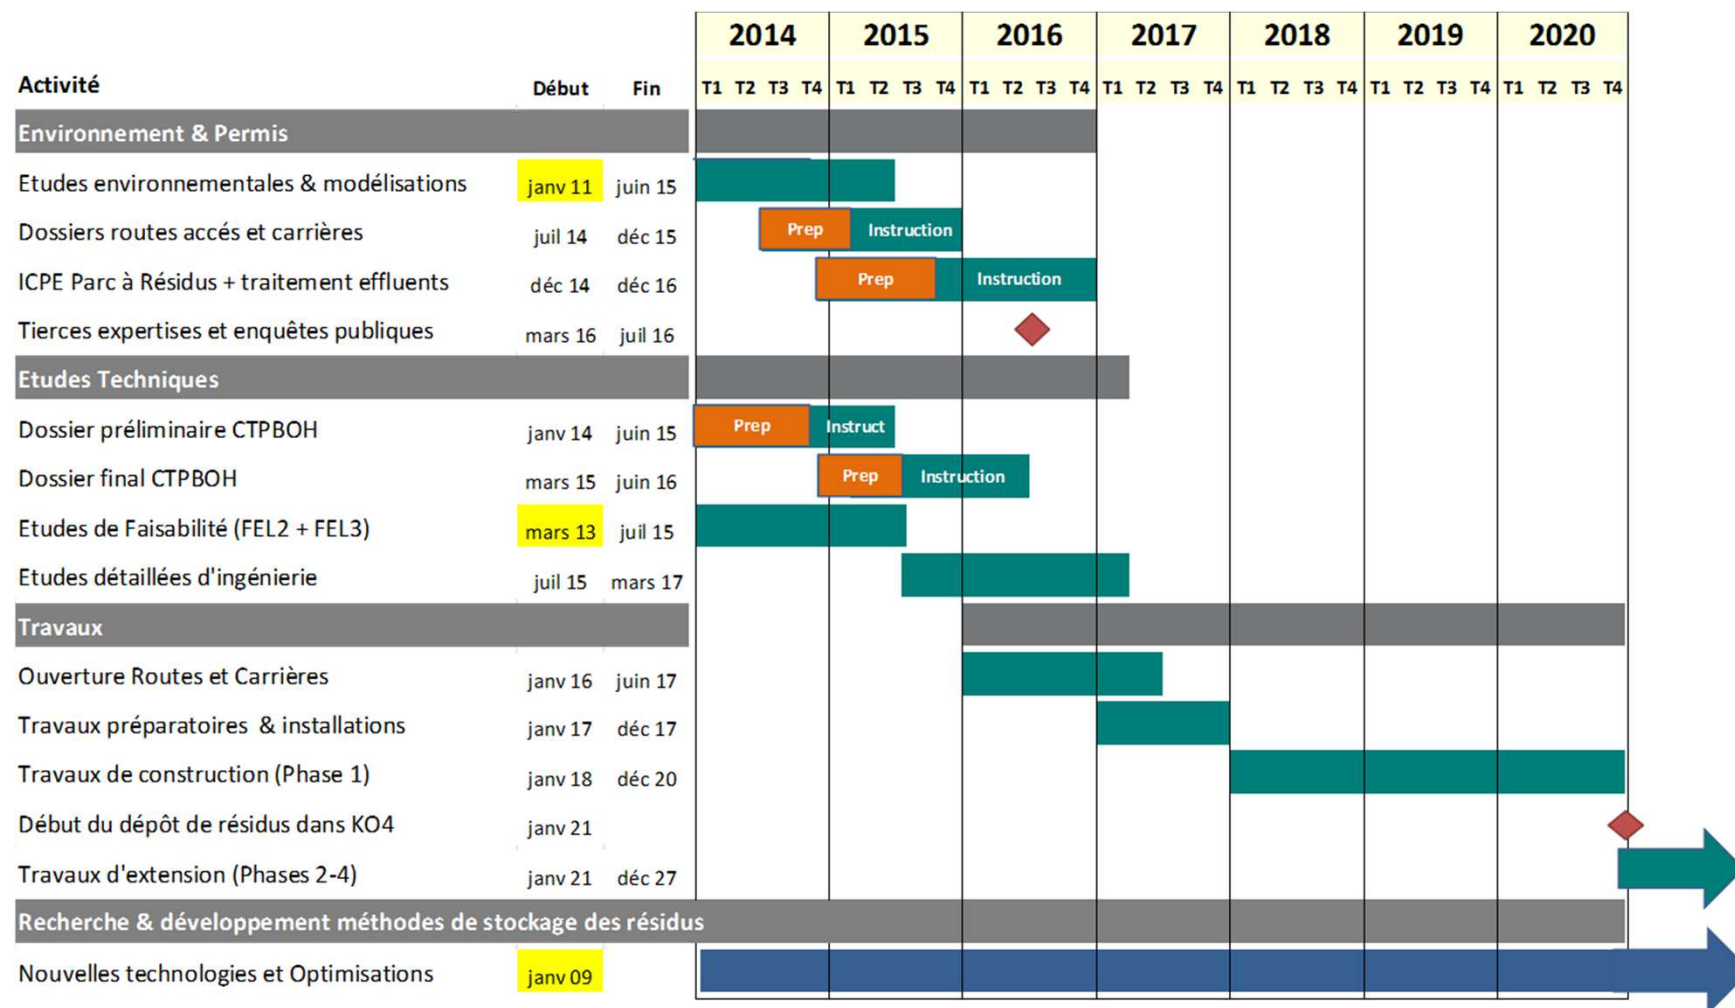 2014 2015 2016 2017 2018 2019 2020
Activité Début Fin T1 T2 T3 T4 T1 T2 T3 T4 T1 T2 T3 T4 T1 T2 T3 T4 T1 T2 T3 T4 T1 T2 T3 T4 T1 T2 T3 T4
Environnement & Permis
Etudes environnementales & modélisations janv 11 juin 15
Dossiers routes accés et carrières juil 14 déc 15 Prep Instruction
ICPE Parc à Résidus + traitement effluents déc 14 déc 16 Prep Instruction
Tierces expertises et enquêtes publiques mars 16 juil 16
Etudes Techniques
Dossier préliminaire CTPBOH janv 14 juin 15 Prep Instruct
Dossier final CTPBOH mars 15 juin 16 Prep Instruction
Etudes de Faisabilité (FEL2 + FEL3) mars 13 juil 15
Etudes détaillées d'ingénierie juil 15 mars 17
Travaux
Ouverture Routes et Carrières janv 16 juin 17
Travaux préparatoires & installations janv 17 déc 17
Travaux de construction (Phase 1) janv 18 déc 20
Début du dépôt de résidus dans KO4 janv 21
Travaux d'extension (Phases 2-4) janv 21 déc 27
Recherche & développement méthodes de stockage des résidus
Nouvelles technologies et Optimisations janv 09